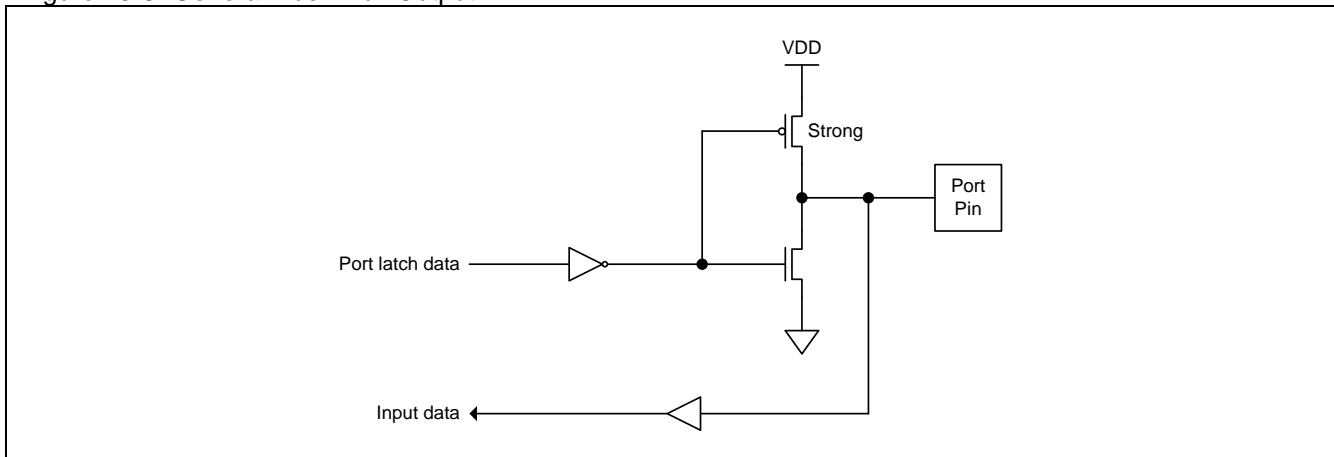 VDD
Strong
Port
Pin
Port latch data
Input data